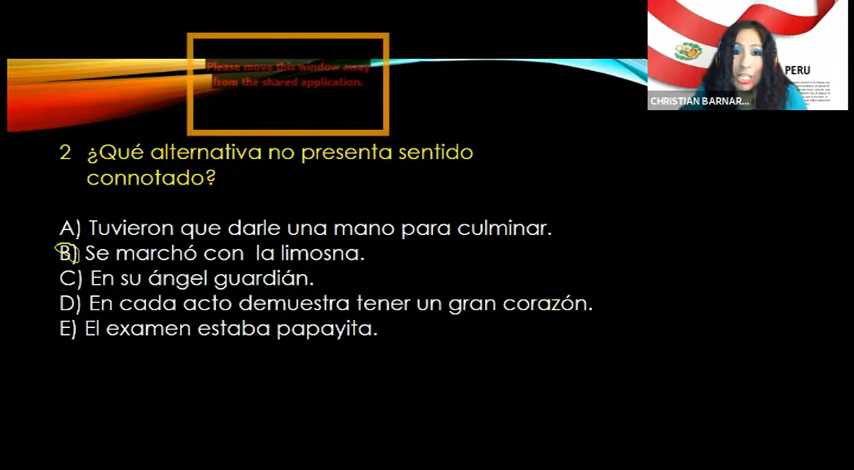 Please move this window away
from the shared application.
PERU
CHRISTIAN BARNAR...
2 ¿Qué alternativa no presenta sentido
connotado?
A) Tuvieron que darle una mano para culminar.
B) Se marchó con la limosna.
C) En su ángel guardián.
D) En cada acto demuestra tener un gran corazón.
E) El examen estaba papayita.